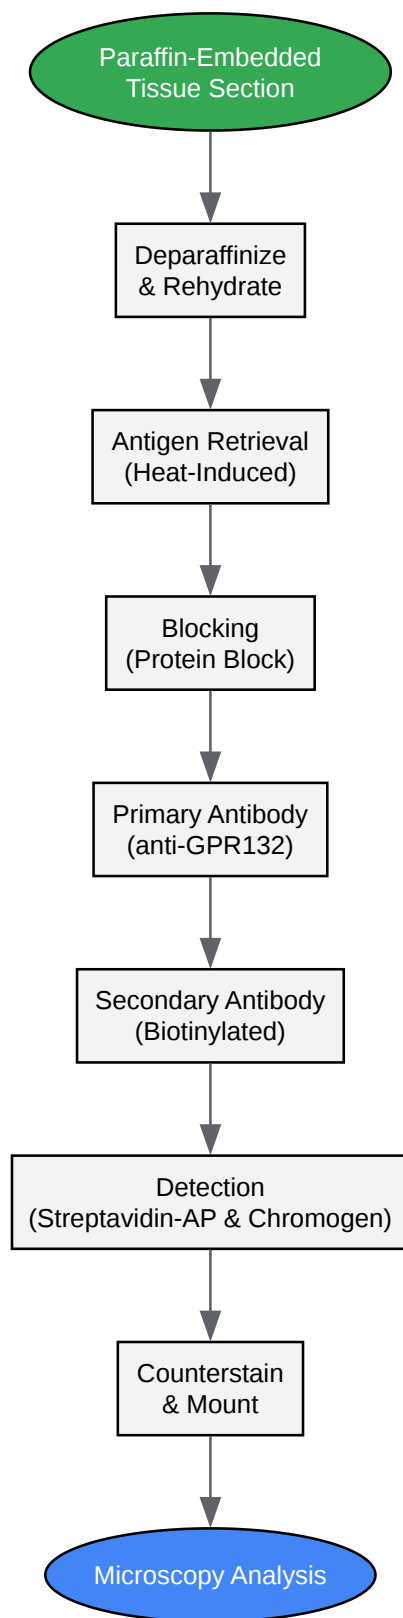 Paraffin-Embedded
Tissue Section
Deparaffinize
& Rehydrate
Antigen Retrieval
(Heat-Induced)
Blocking
(Protein Block)
Primary Antibody
(anti-GPR132)
Secondary Antibody
(Biotinylated)
Detection
(Streptavidin-AP & Chromogen)
Counterstain
& Mount
Microscopy Analysis